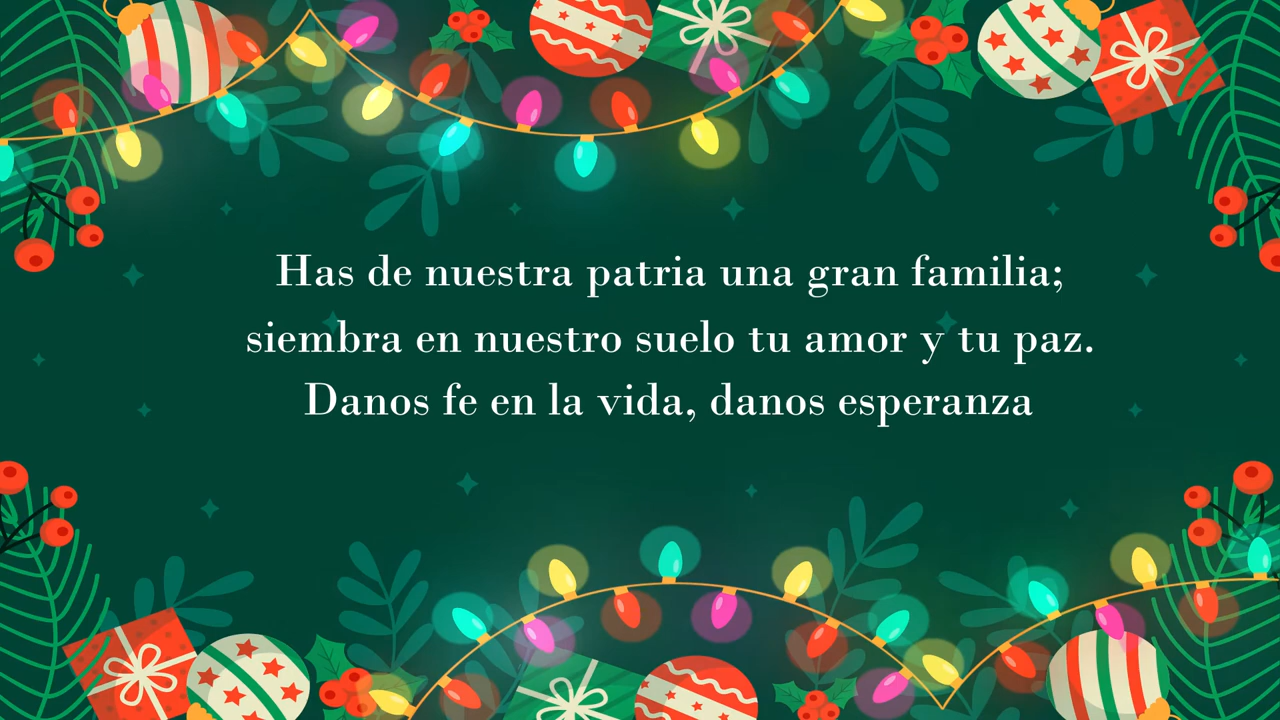 Has de nuestra patria una gran familia;
siembra en nuestro suelo tu amor y tu paz.
Danos fe en la vida, danos esperanza